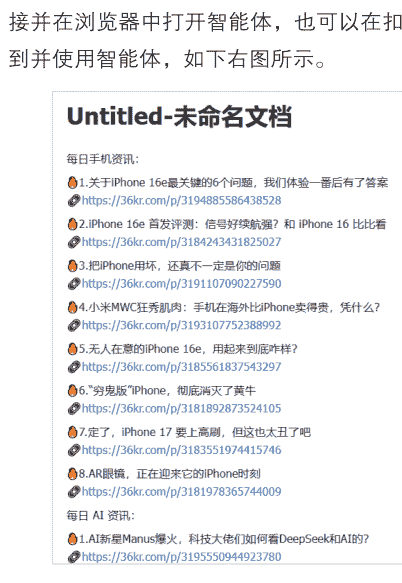 接并在浏览器中打开智能体，也可以在扣
到并使用智能体，如下右图所示。
Untitled-未命名文档
每日手机资讯：
1.关于iPhone 16e最关键的6个问题，我们体验一番后有了答案
https://36kr.com/p/3194885586438528
2.iPhone 16e 首发评测：信号好续航强？和 iPhone 16 比比看
https://36kr.com/p/3184243431825027
3.把iPhone用坏，还真不一定是你的问题
https://36kr.com/p/3191107090227590
4.小米MWC狂秀肌肉：手机在海外比iPhone卖得贵，凭什么？
https://36kr.com/p/3193107752388992
5.无人在意的iPhone 16e，用起来到底咋样？
https://36kr.com/p/3185561837543297
6.“穷鬼版”iPhone，彻底消灭了黄牛
https://36kr.com/p/3181892873524105
7.定了，iPhone 17 要上高刷，但这也太丑了吧
https://36kr.com/p/3183551974415746
8.AR眼镜，正在迎来它的iPhone时刻
https://36kr.com/p/3181978365744009
每日 AI 资讯：
1.AI新星Manus爆火，科技大佬们如何看DeepSeek和AI的？
https://36kr.com/p/3195550944923780